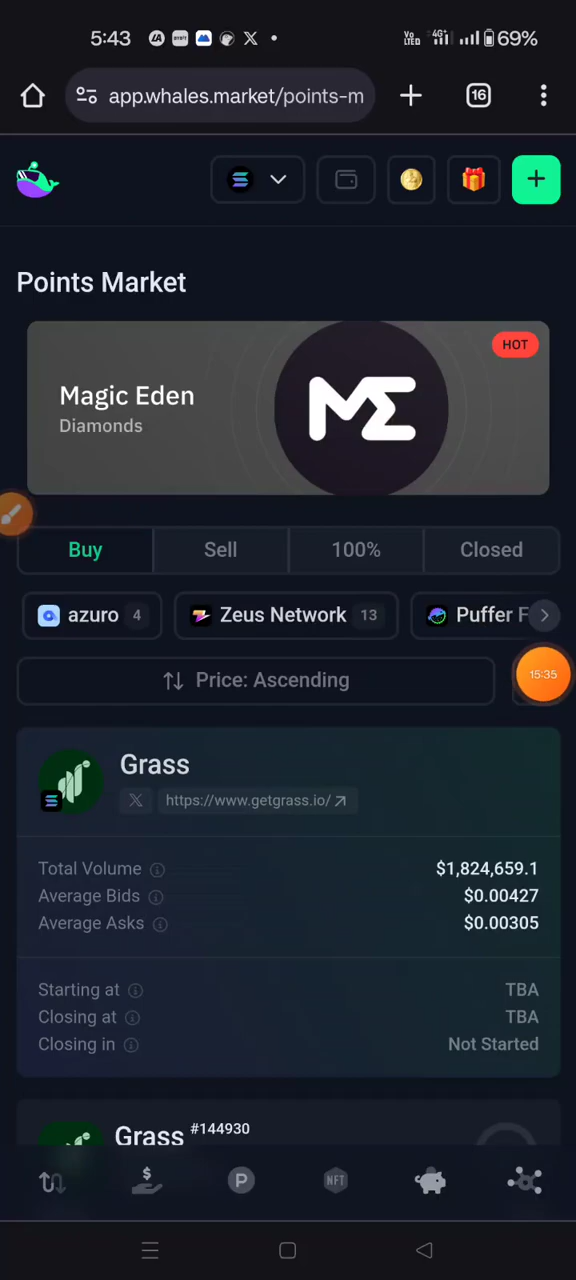 5:43
69%
app.whales.market/points-m
16
Points Market
HOT
Magic Eden
Diamonds
Buy
Sell
100%
Closed
azuro 4
Zeus Network 13
Puffer F
Price: Ascending
15:35
Grass
https://www.getgrass.io/
Total Volume $1,824,659.1
Average Bids $0.00427
Average Asks $0.00305
Starting at TBA
Closing at TBA
Closing in Not Started
Grass #144930
NFT